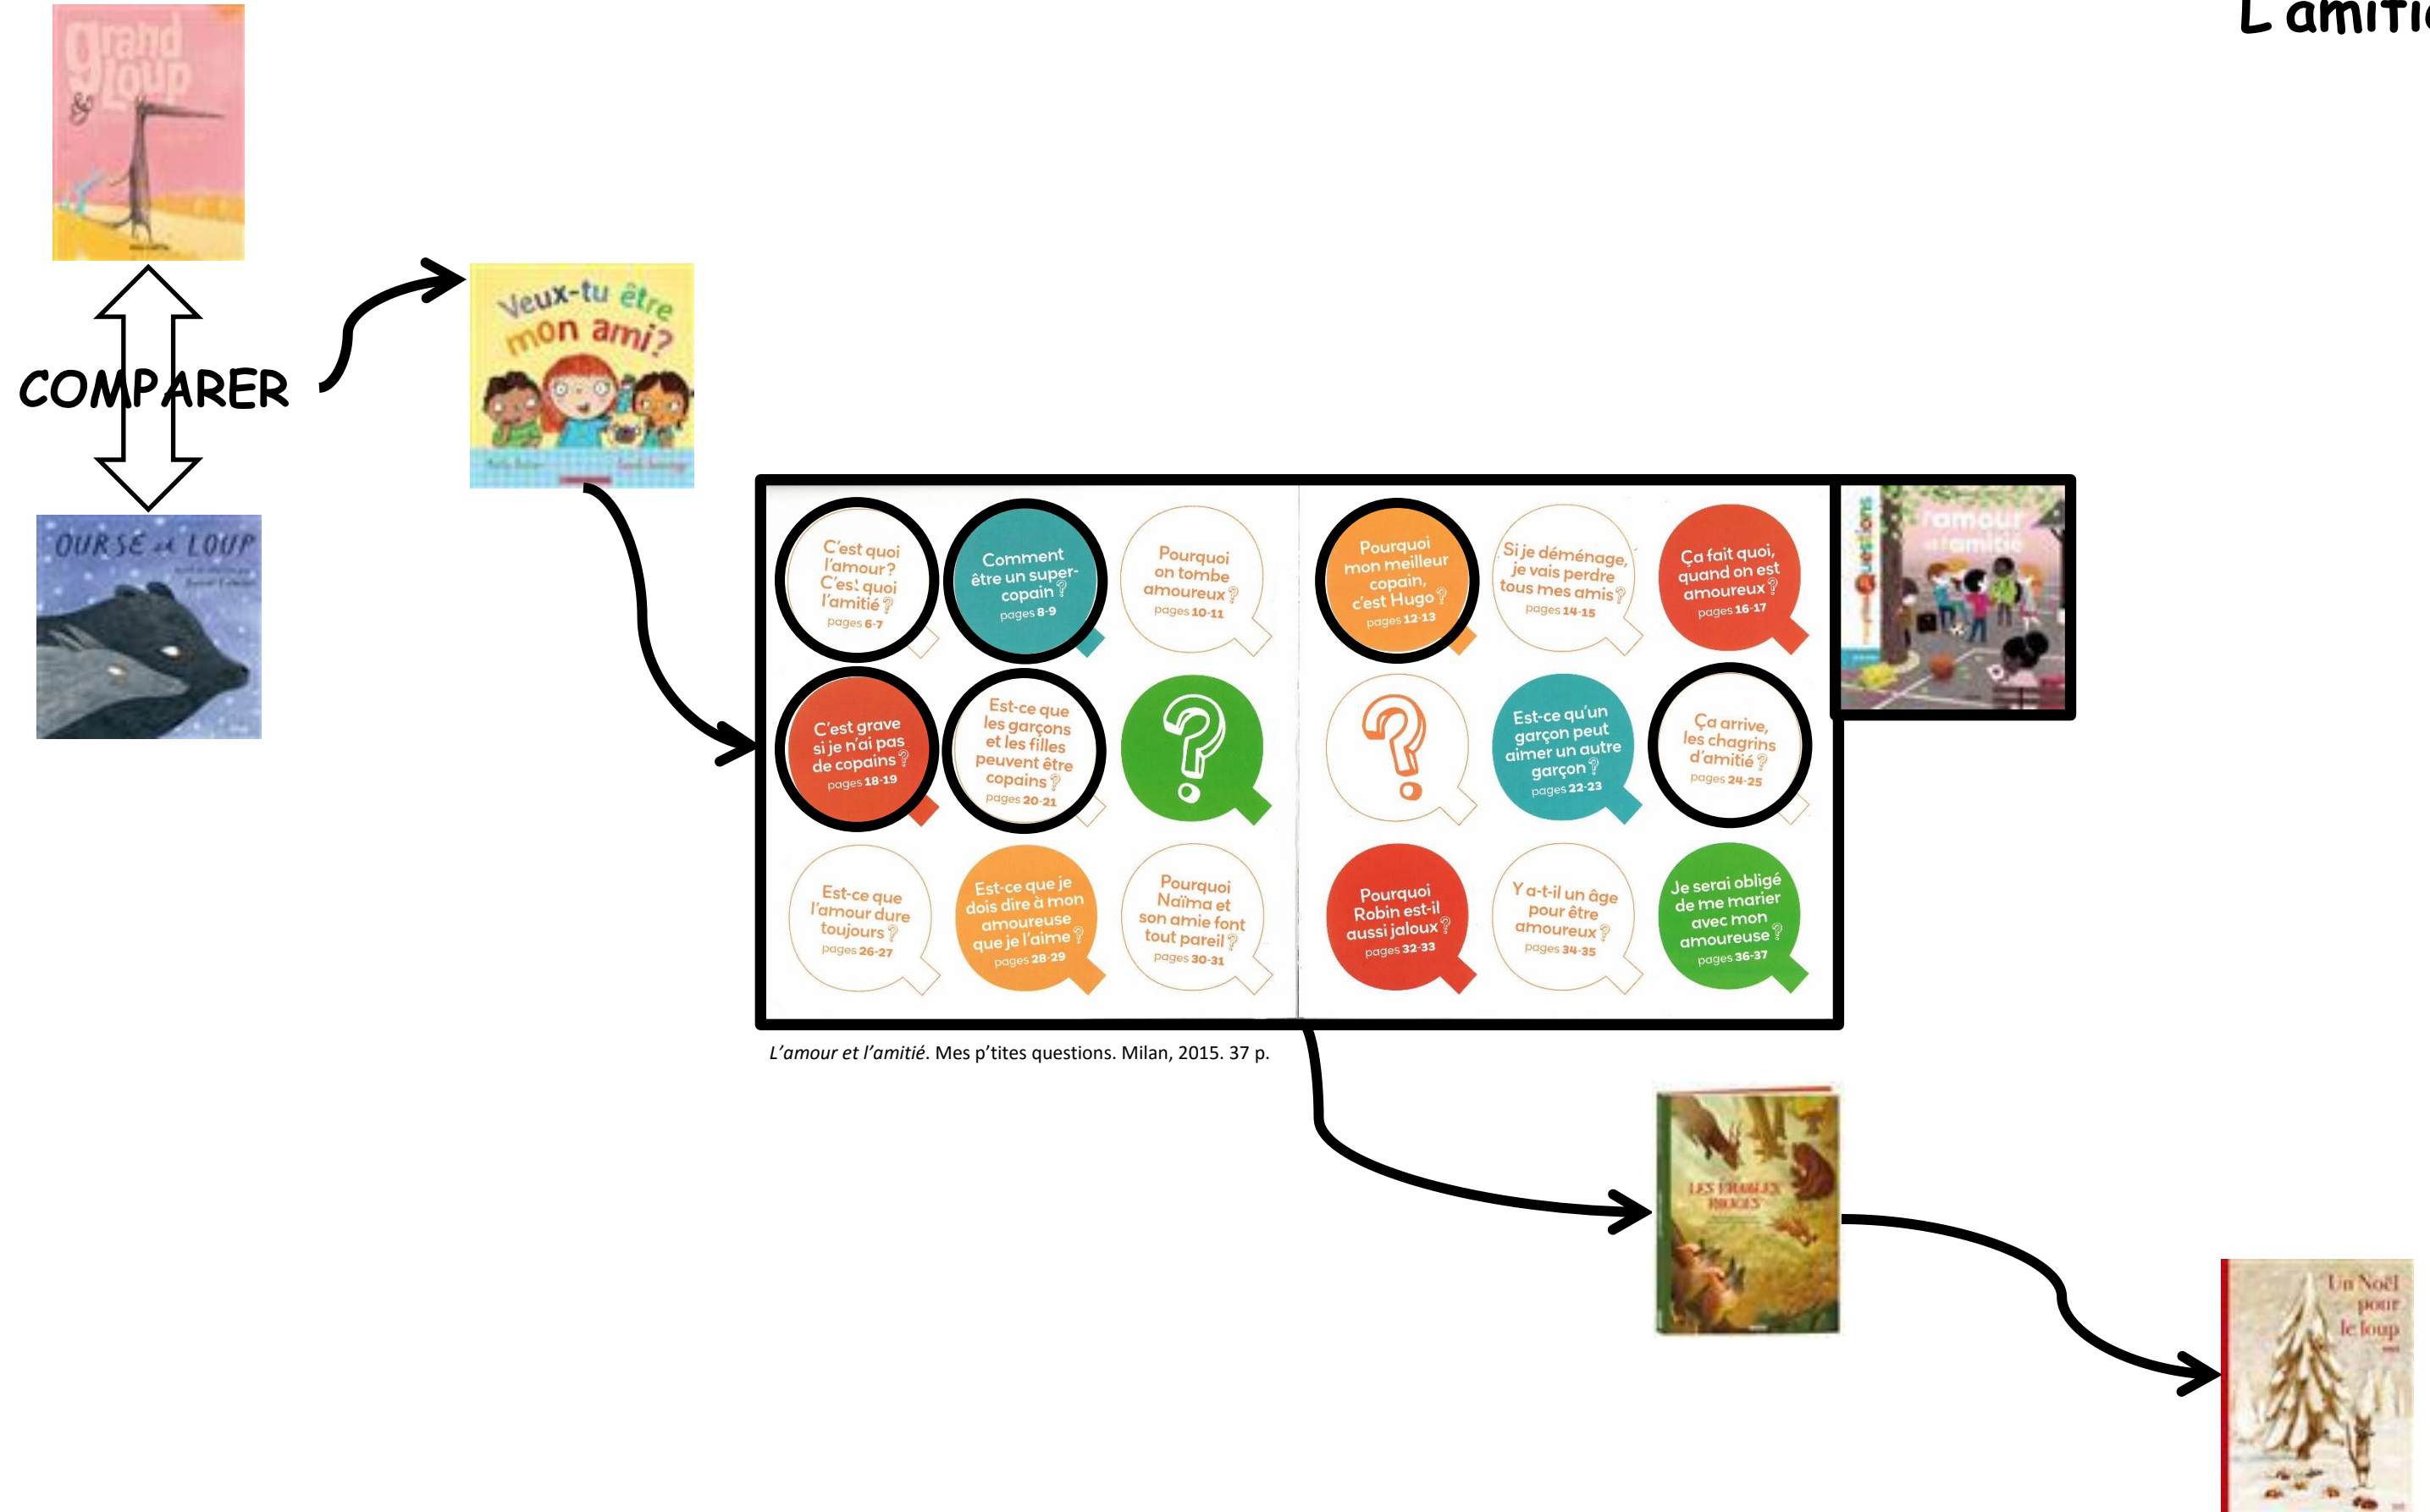 L'amitié
grand
loup
&
COMPARER
OURSE et LOUP
Veux-tu être
mon ami?
C'est quoi
l'amour?
C'est quoi
l'amitié ?
pages 6-7
Comment
être un super-
copain ?
pages 8-9
Pourquoi
on tombe
amoureux ?
pages 10-11
Pourquoi
mon meilleur
copain,
c'est Hugo ?
pages 12-13
Si je déménage,
je vais perdre
tous mes amis ?
pages 14-15
Ça fait quoi,
quand on est
amoureux ?
pages 16-17
questions
l'amour
et l'amitié
C'est grave
si je n'ai pas
de copains ?
pages 18-19
Est-ce que
les garçons
et les filles
peuvent être
copains ?
pages 20-21
?
?
Est-ce qu'un
garçon peut
aimer un autre
garçon ?
pages 22-23
Ça arrive,
les chagrins
d'amitié ?
pages 24-25
Est-ce que
l'amour dure
toujours ?
pages 26-27
Est-ce que je
dois dire à mon
amoureuse
que je l'aime ?
pages 28-29
Pourquoi
Naïma et
son amie font
tout pareil ?
pages 30-31
Pourquoi
Robin est-il
aussi jaloux ?
pages 32-33
Y a-t-il un âge
pour être
amoureux ?
pages 34-35
Je serai obligé
de me marier
avec mon
amoureuse ?
pages 36-37
L'amour et l'amitié. Mes p'tites questions. Milan, 2015. 37 p.
LES ERABLES
ROUGES
Un Noël
pour
le loup